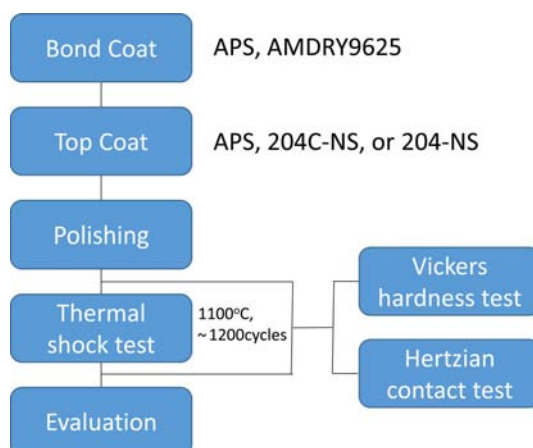 Bond Coat
APS, AMDRY9625
Top Coat
APS, 204C-NS, or 204-NS
Polishing
Thermal
shock test
1100°C,
~1200cycles
Vickers
hardness test
Hertzian
contact test
Evaluation